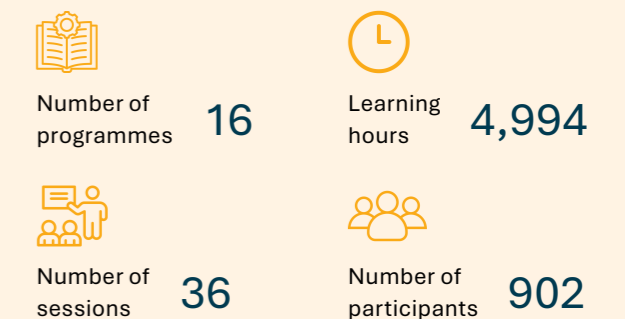 Number of
programmes
16
Learning
hours
4,994
Number of
sessions
36
Number of
participants
902